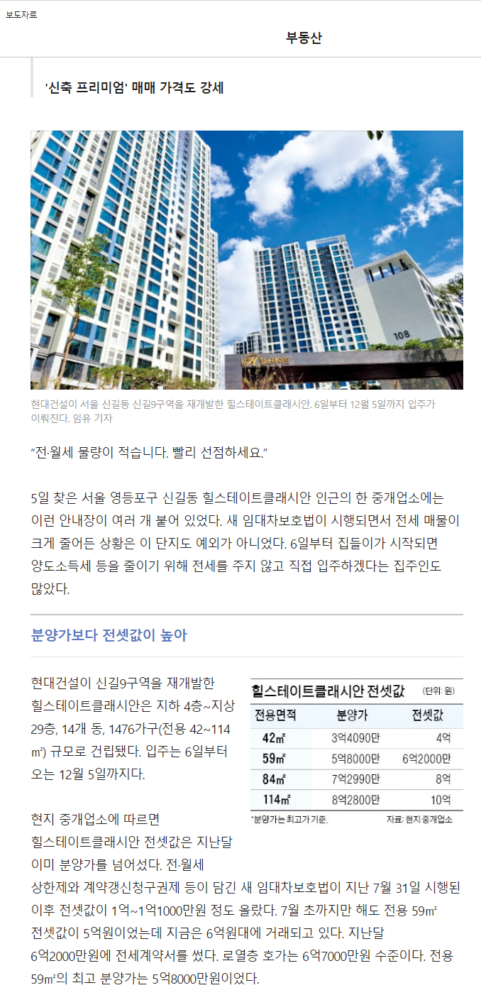 보도자료
부동산
'신축 프리미엄' 매매 가격도 강세
힐스테이트
108
현대건설이 서울 신길동 신길9구역을 재개발한 힐스테이트클래시안. 6일부터 12월 5일까지 입주가
이뤄진다. 임유 기자
“전·월세 물량이 적습니다. 빨리 선점하세요.”
5일 찾은 서울 영등포구 신길동 힐스테이트클래시안 인근의 한 중개업소에는
이런 안내장이 여러 개 붙어 있었다. 새 임대차보호법이 시행되면서 전세 매물이
크게 줄어든 상황은 이 단지도 예외가 아니었다. 6일부터 집들이가 시작되면
양도소득세 등을 줄이기 위해 전세를 주지 않고 직접 입주하겠다는 집주인도
많았다.
분양가보다 전셋값이 높아
현대건설이 신길9구역을 재개발한
힐스테이트클래시안은 지하 4층~지상
29층, 14개 동, 1476가구(전용 42~114
㎡) 규모로 건립됐다. 입주는 6일부터
오는 12월 5일까지다.
힐스테이트클래시안 전셋값 (단위: 원)
전용면적 분양가 전셋값
42㎡ 3억4090만 4억
59㎡ 5억8000만 6억2000만
84㎡ 7억2990만 8억
114㎡ 8억2800만 10억
*분양가는 최고가 기준. 자료: 현지 중개업소
현지 중개업소에 따르면
힐스테이트클래시안 전셋값은 지난달
이미 분양가를 넘어섰다. 전·월세
상한제와 계약갱신청구권제 등이 담긴 새 임대차보호법이 지난 7월 31일 시행된
이후 전셋값이 1억~1억1000만원 정도 올랐다. 7월 초까지만 해도 전용 59㎡
전셋값이 5억원이었는데 지금은 6억원대에 거래되고 있다. 지난달
6억2000만원에 전세계약서를 썼다. 로열층 호가는 6억7000만원 수준이다. 전용
59㎡의 최고 분양가는 5억8000만원이었다.